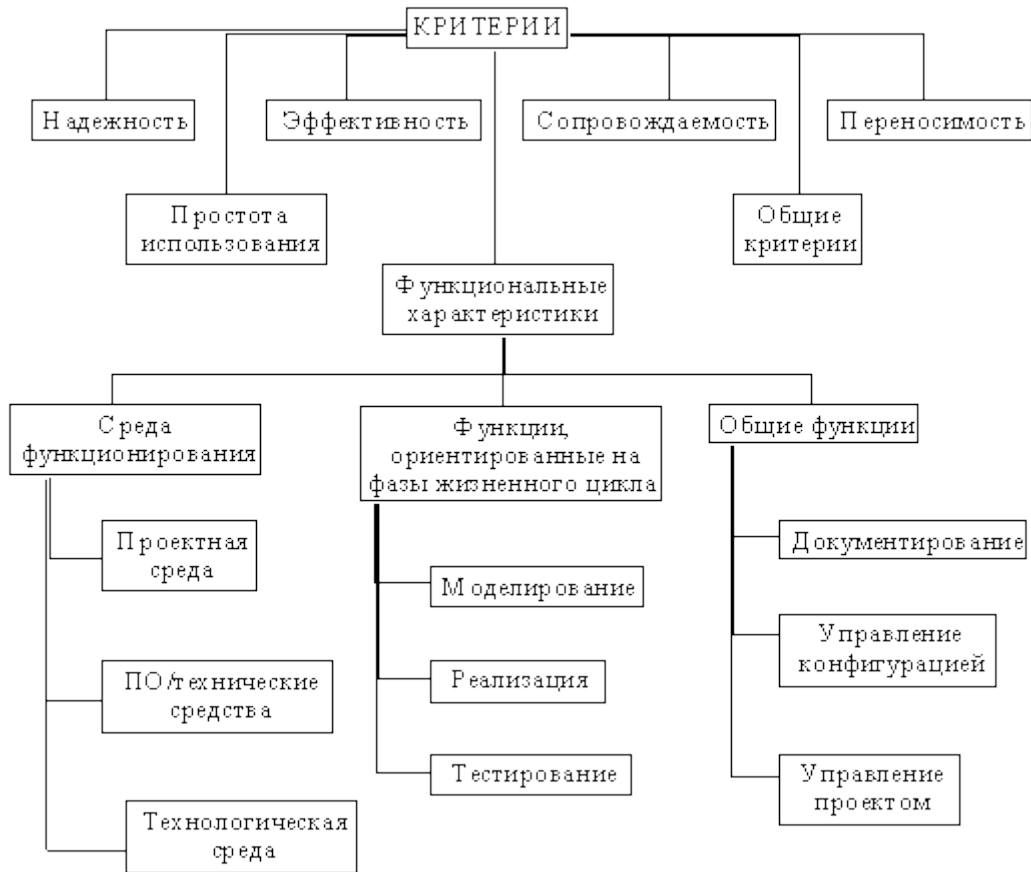 КРИТЕРИИ
Надежность
Эффективность
Сопровождаемость
Переносимость
Простота
использования
Общие
критерии
Функциональные
характеристики
Среда
функционирования
Функции,
ориентированные на
фазы жизненного цикла
Общие функции
Проектная
среда
ПО/технические
средства
Технологическая
среда
Моделирование
Реализация
Тестирование
Документирование
Управление
конфигурацией
Управление
проектом